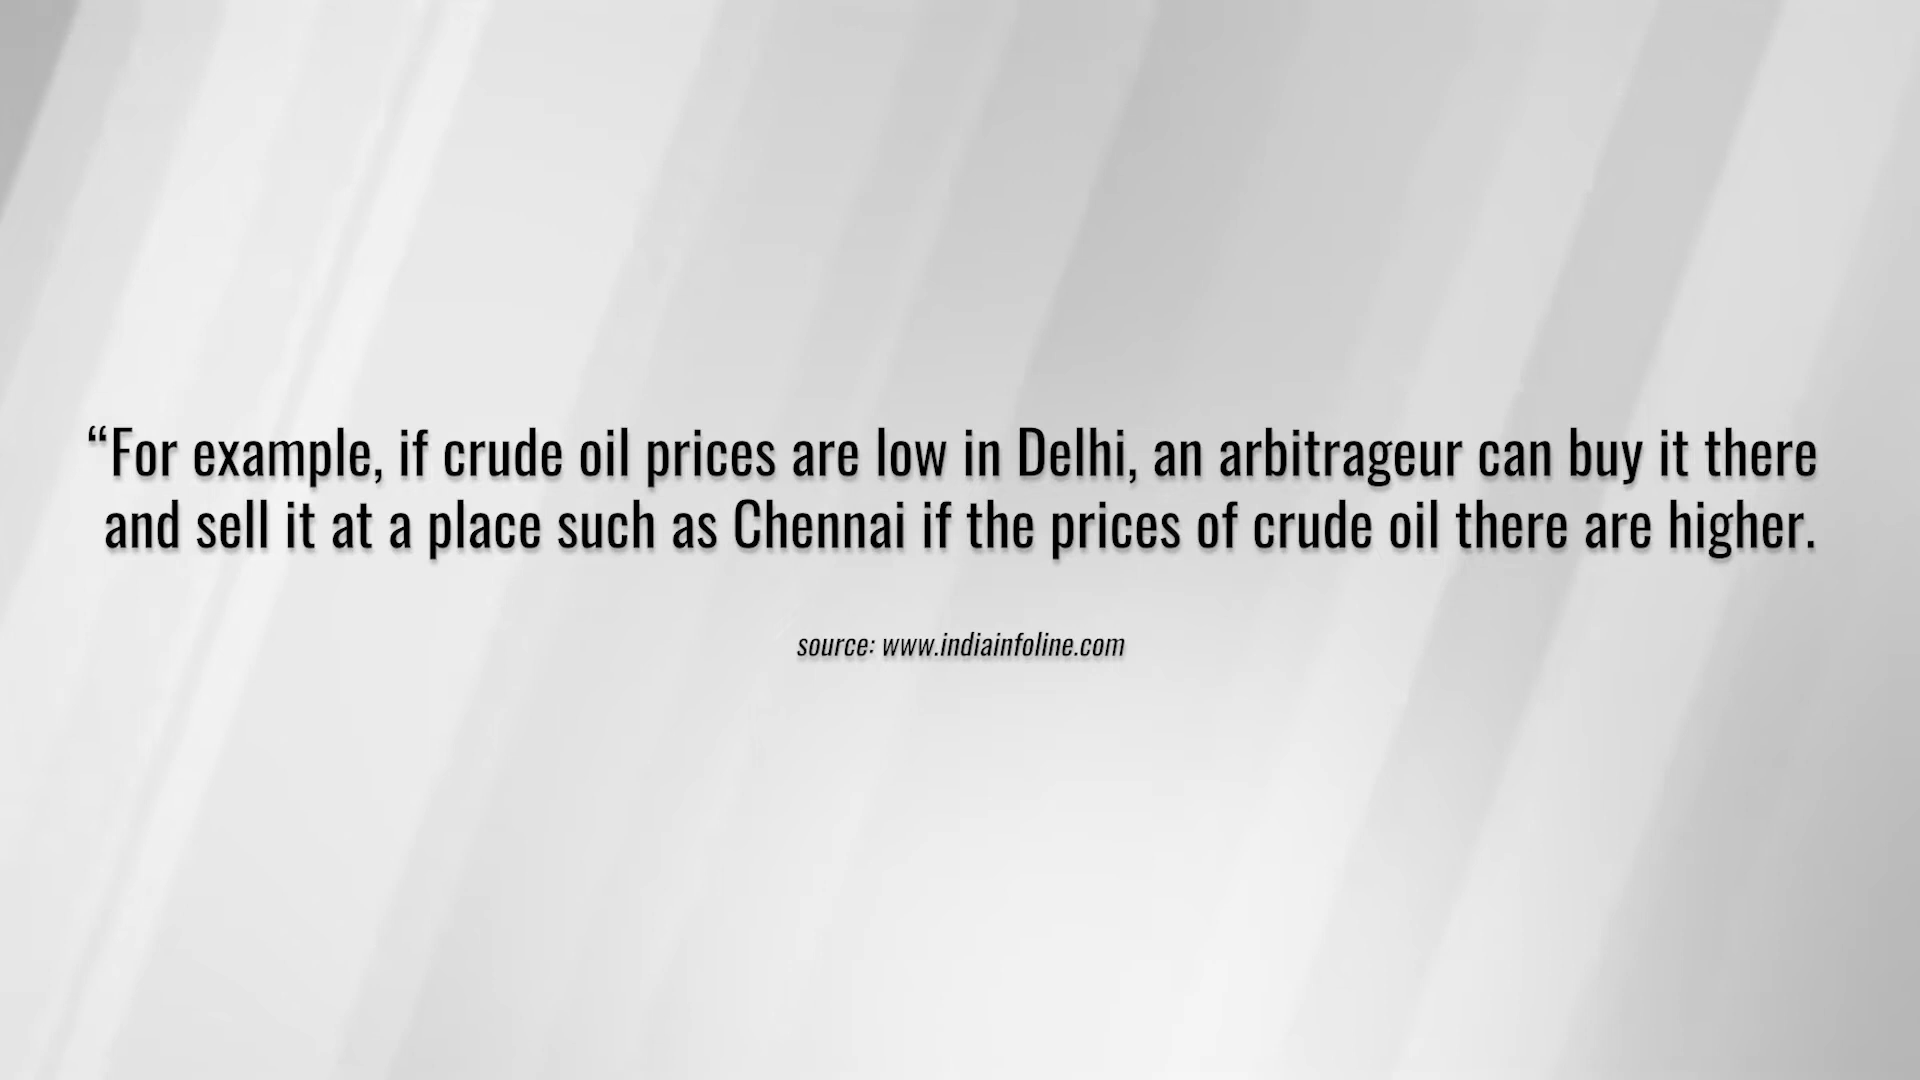 “For example, if crude oil prices are low in Delhi, an arbitrageur can buy it there
and sell it at a place such as Chennai if the prices of crude oil there are higher.
source: www.indiainfoline.com